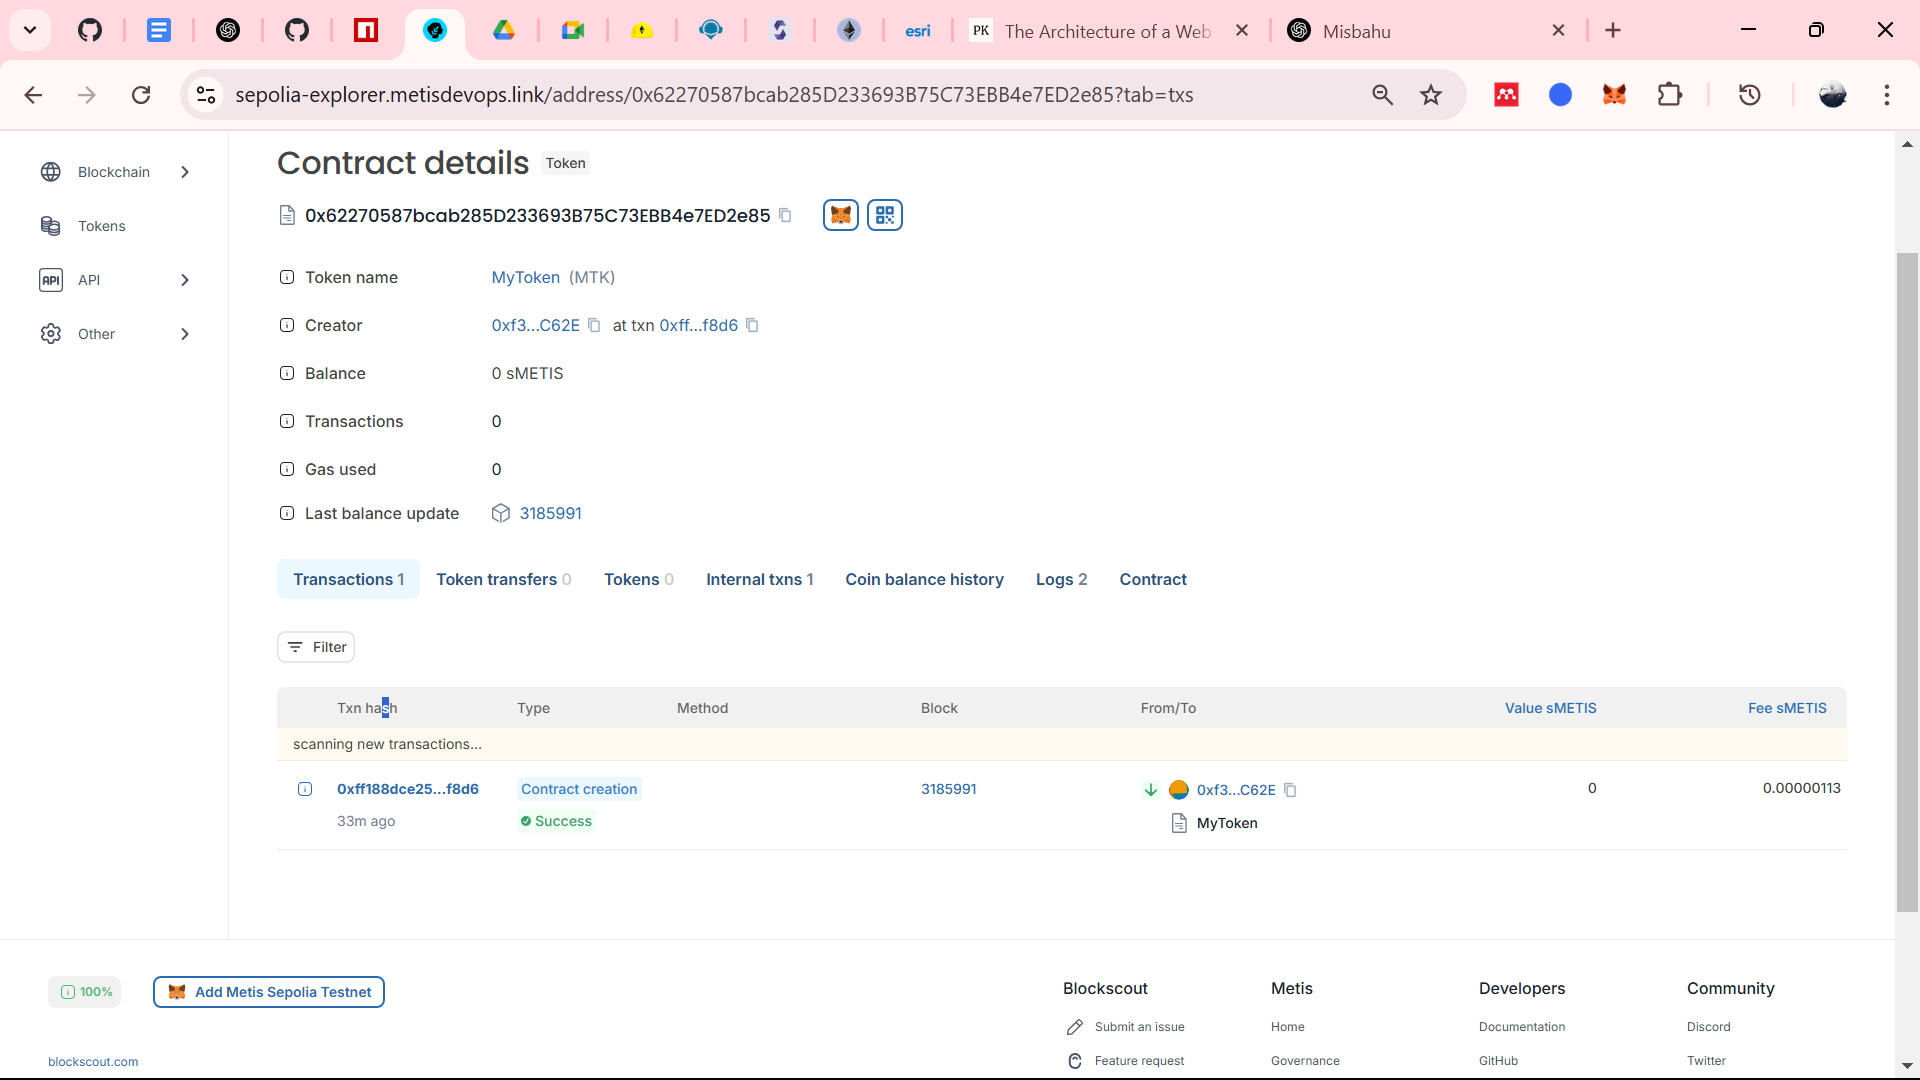 esri
PK The Architecture of a Web
Misbahu
sepolia-explorer.metisdevops.link/address/0x62270587bcab285D233693B75C73EBB4e7ED2e85?tab=txs
Blockchain
Tokens
API API
Other
Contract details Token
0x62270587bcab285D233693B75C73EBB4e7ED2e85
Token name MyToken (MTK)
Creator 0xf3...C62E at txn 0xff...f8d6
Balance 0 sMETIS
Transactions 0
Gas used 0
Last balance update 3185991
Transactions 1 Token transfers 0 Tokens 0 Internal txns 1 Coin balance history Logs 2 Contract
Filter
Txn hash Type Method Block From/To Value sMETIS Fee sMETIS
scanning new transactions...
0xff188dce25...f8d6 Contract creation 3185991 0xf3...C62E 0 0.00000113
33m ago Success MyToken
100% Add Metis Sepolia Testnet
blockscout.com
Blockscout Metis Developers Community
Submit an issue Home Documentation Discord
Feature request Governance GitHub Twitter